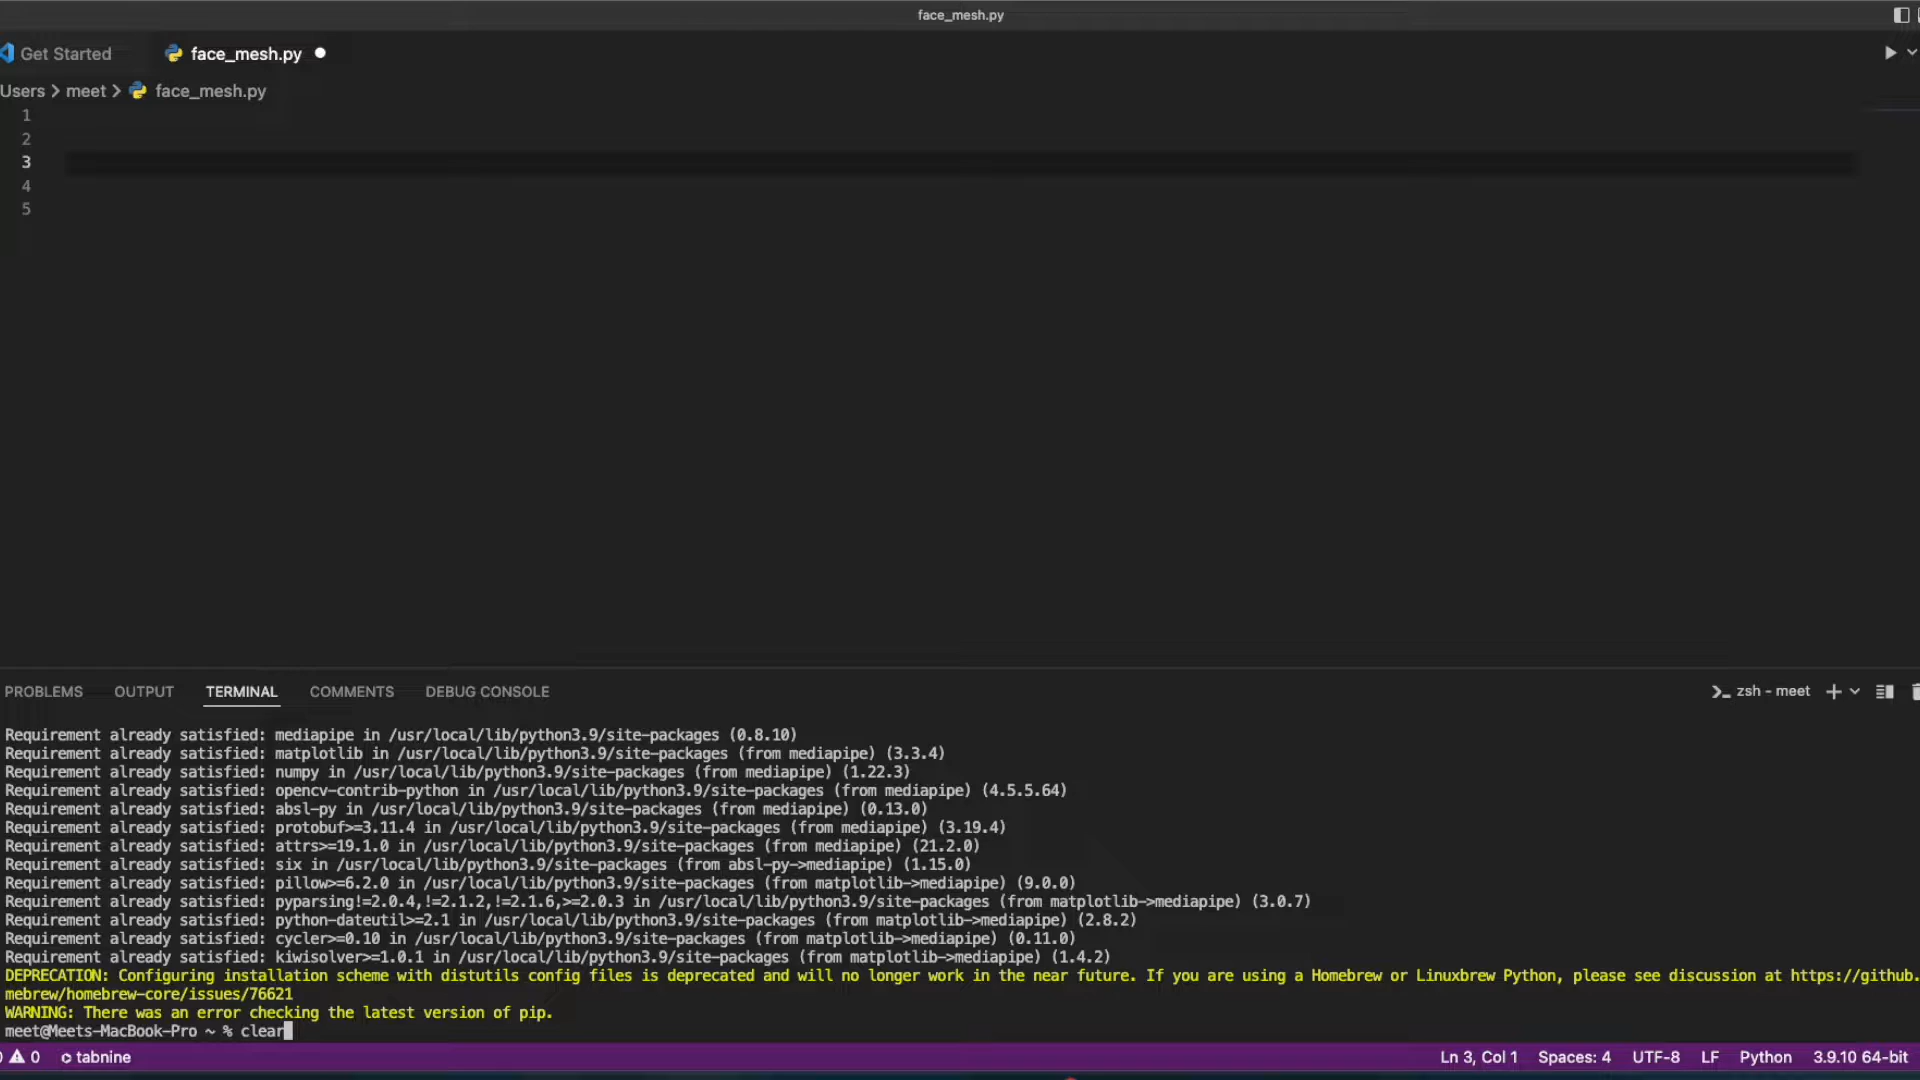 face_mesh.py
Get Started face_mesh.py
Users > meet > face_mesh.py
1
2
3
4
5
PROBLEMS OUTPUT TERMINAL COMMENTS DEBUG CONSOLE zsh - meet
Requirement already satisfied: mediapipe in /usr/local/lib/python3.9/site-packages (0.8.10)
Requirement already satisfied: matplotlib in /usr/local/lib/python3.9/site-packages (from mediapipe) (3.3.4)
Requirement already satisfied: numpy in /usr/local/lib/python3.9/site-packages (from mediapipe) (1.22.3)
Requirement already satisfied: opencv-contrib-python in /usr/local/lib/python3.9/site-packages (from mediapipe) (4.5.5.64)
Requirement already satisfied: absl-py in /usr/local/lib/python3.9/site-packages (from mediapipe) (0.13.0)
Requirement already satisfied: protobuf>=3.11.4 in /usr/local/lib/python3.9/site-packages (from mediapipe) (3.19.4)
Requirement already satisfied: attrs>=19.1.0 in /usr/local/lib/python3.9/site-packages (from mediapipe) (21.2.0)
Requirement already satisfied: six in /usr/local/lib/python3.9/site-packages (from absl-py->mediapipe) (1.15.0)
Requirement already satisfied: pillow>=6.2.0 in /usr/local/lib/python3.9/site-packages (from matplotlib->mediapipe) (9.0.0)
Requirement already satisfied: pyparsing!=2.0.4,!=2.1.2,!=2.1.6,>=2.0.3 in /usr/local/lib/python3.9/site-packages (from matplotlib->mediapipe) (3.0.7)
Requirement already satisfied: python-dateutil>=2.1 in /usr/local/lib/python3.9/site-packages (from matplotlib->mediapipe) (2.8.2)
Requirement already satisfied: cycler>=0.10 in /usr/local/lib/python3.9/site-packages (from matplotlib->mediapipe) (0.11.0)
Requirement already satisfied: kiwisolver>=1.0.1 in /usr/local/lib/python3.9/site-packages (from matplotlib->mediapipe) (1.4.2)
DEPRECATION: Configuring installation scheme with distutils config files is deprecated and will no longer work in the near future. If you are using a Homebrew or Linuxbrew Python, please see discussion at https://github.
mebrew/homebrew-core/issues/76621
WARNING: There was an error checking the latest version of pip.
meet@Meets-MacBook-Pro ~ % clear
0 tabnine Ln 3, Col 1 Spaces: 4 UTF-8 LF Python 3.9.10 64-bit